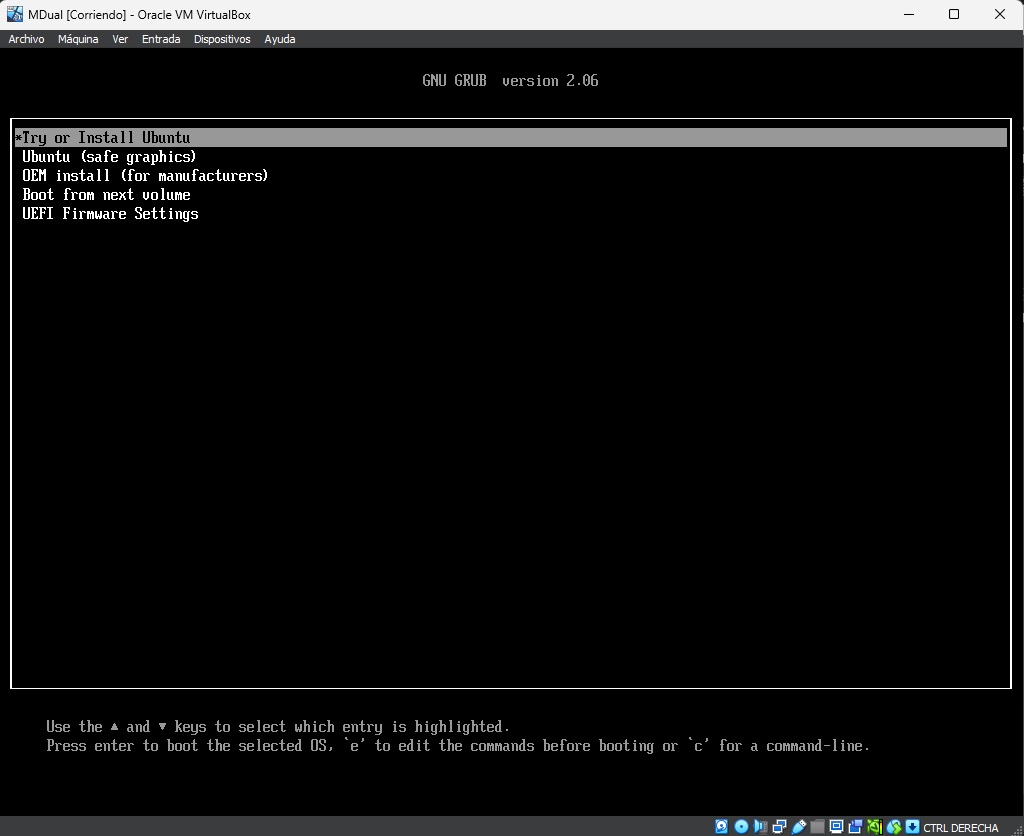 MDual [Corriendo] - Oracle VM VirtualBox
Archivo Máquina Ver Entrada Dispositivos Ayuda
GNU GRUB version 2.06
*Try or Install Ubuntu
Ubuntu (safe graphics)
OEM install (for manufacturers)
Boot from next volume
UEFI Firmware Settings
Use the ▲ and ▼ keys to select which entry is highlighted.
Press enter to boot the selected OS, `e' to edit the commands before booting or `c' for a command-line.
CTRL DERECHA